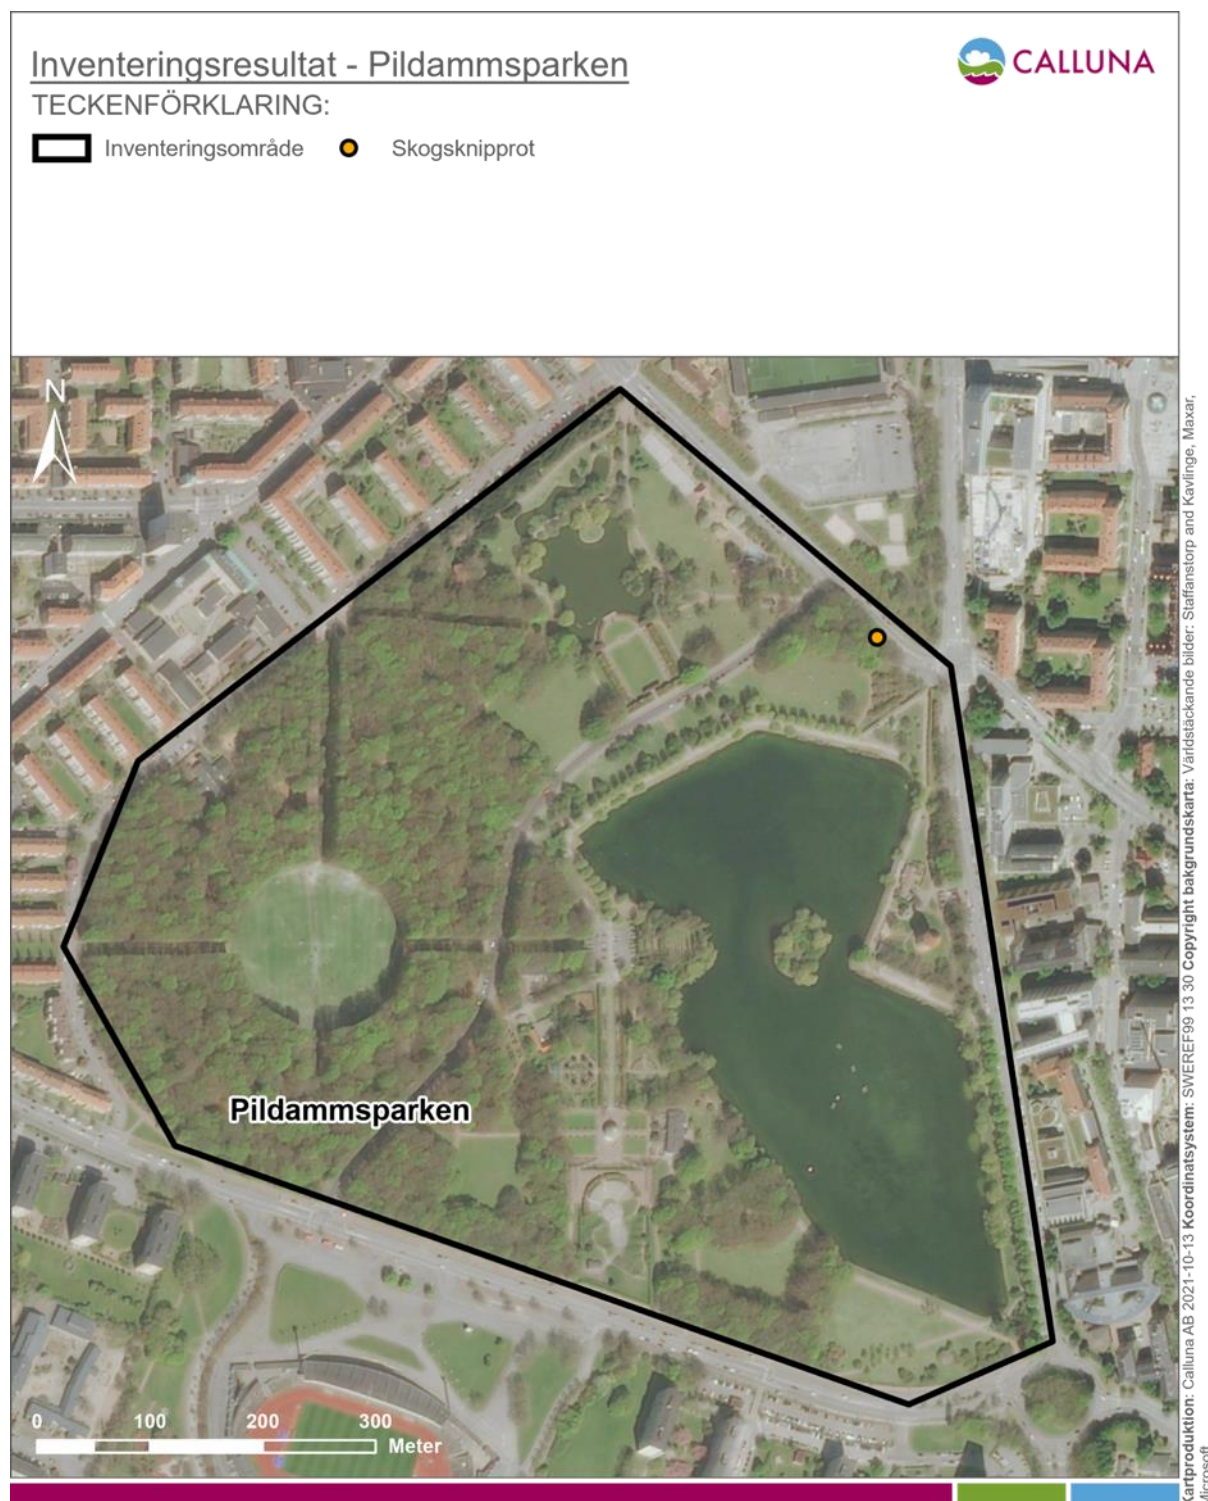 Inventeringsresultat - Pildammsparken
CALLUNA
TECKENFÖRKLARING:
Inventeringsområde
Skogsknipprot
N
Pildammsparken
0 100 200 300
Meter
Kartproduktion: Calluna AB 2021-10-13 Koordinatsystem: SWEREF99 13 30 Copyright bakgrundskarta: Världstäckande bilder: Staffanstorp and Kavlinge, Maxar,
Microsoft